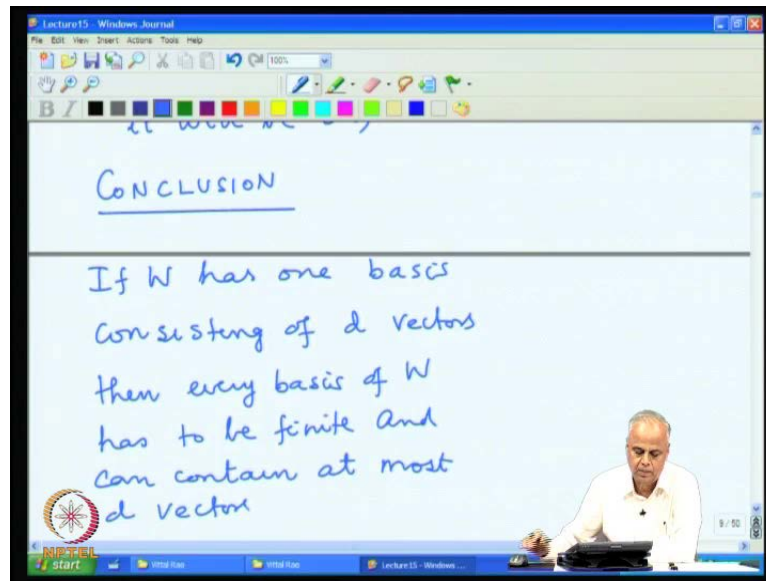 Lecture15 - Windows Journal
File Edit View Insert Actions Tools Help
100%
B I
CONCLUSION
If W has one basis
consisting of d vectors
then every basis of W
has to be finite and
can contain at most
d vectors
9 / 50
NPTEL
start
Vittal Rao
Vittal Rao
Lecture15 - Windows ...